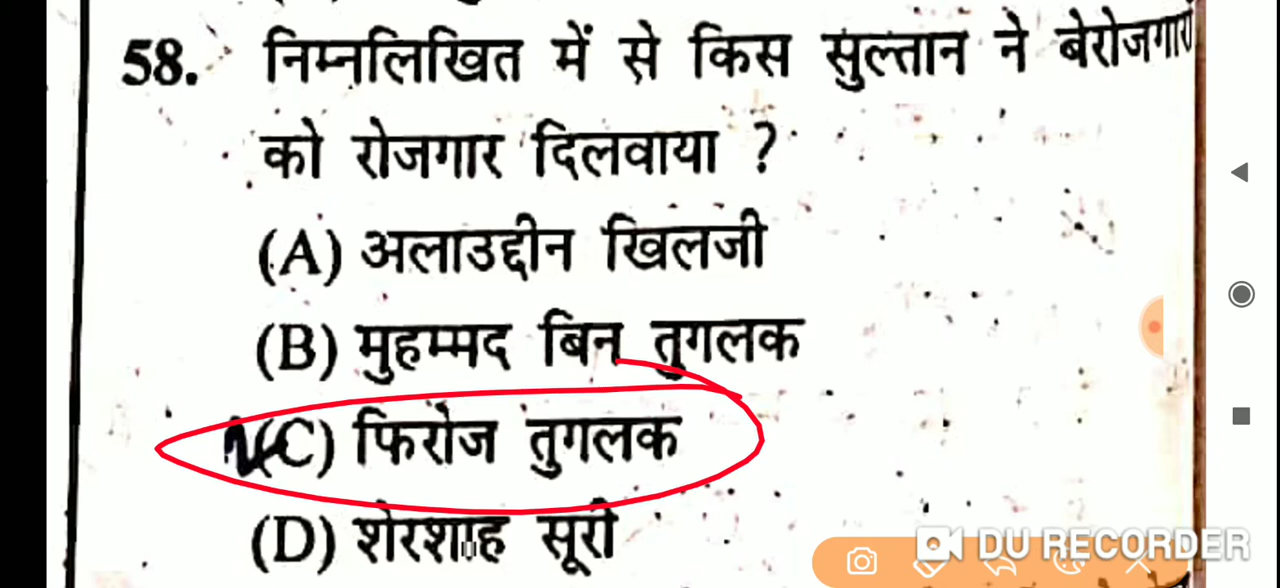 58. निम्नलिखित में से किस सुल्तान ने बेरोजगारों
को रोजगार दिलवाया ?
(A) अलाउद्दीन खिलजी
(B) मुहम्मद बिन तुगलक
(C) फिरोज तुगलक
(D) शेरशाह सूरी
DU RECORDER